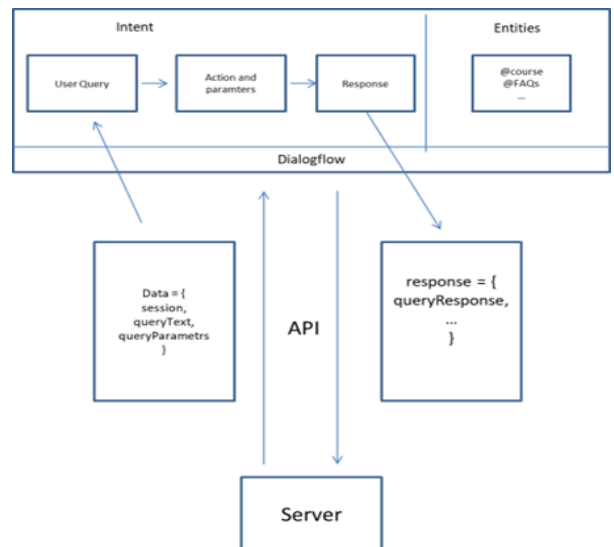 Intent
Entities
User Query
Action and
paramters
Response
@course
@FAQs
...
Dialogflow
Data = {
session,
queryText,
queryParametrs
}
API
response = {
queryResponse,
...
}
Server